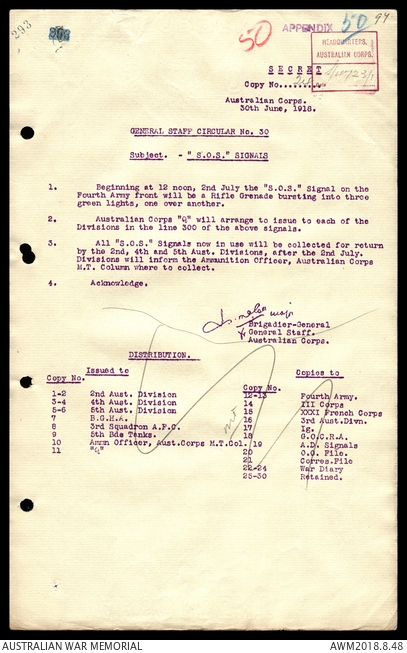 293
50
APPENDIX 50
94
HEADQUARTERS,
AUSTRALIAN CORPS.
S E C R E T
Copy No.........
Australian Corps.
30th June, 1918.
GENERAL STAFF CIRCULAR No. 30
Subject. - "S.O.S." SIGNALS
1. Beginning at 12 noon, 2nd July the "S.O.S." Signal on the
Fourth Army front will be a Rifle Grenade bursting into three
green lights, one over another.
2. Australian Corps "Q" will arrange to issue to each of the
Divisions in the line 300 of the above signals.
3. All "S.O.S." Signals now in use will be collected for return
by the 2nd, 4th and 5th Aust. Divisions, after the 2nd July.
Divisions will inform the Ammunition Officer, Australian Corps
M.T. Column where to collect.
4. Acknowledge.
Major
Brigadier-General
General Staff.
Australian Corps.
DISTRIBUTION.
Copy No. Issued to Copy No. Copies to
1-2 2nd Aust. Division 12-13 Fourth Army.
3-4 4th Aust. Division 14 III Corps
5-6 5th Aust. Division 15 XXXI French Corps
7 B.G.H.A. 16 3rd Aust.Divn.
8 3rd Squadron A.F.C. 17 Ig.
9 5th Bde Tanks. 18 G.O.C.R.A.
10 Ammn Officer, Aust.Corps M.T.Col. 19 A.D. Signals
11 "Q" 20 O.O. File.
21 Corres.File
22-24 War Diary
25-30 Retained.
AUSTRALIAN WAR MEMORIAL
AWM2018.8.48